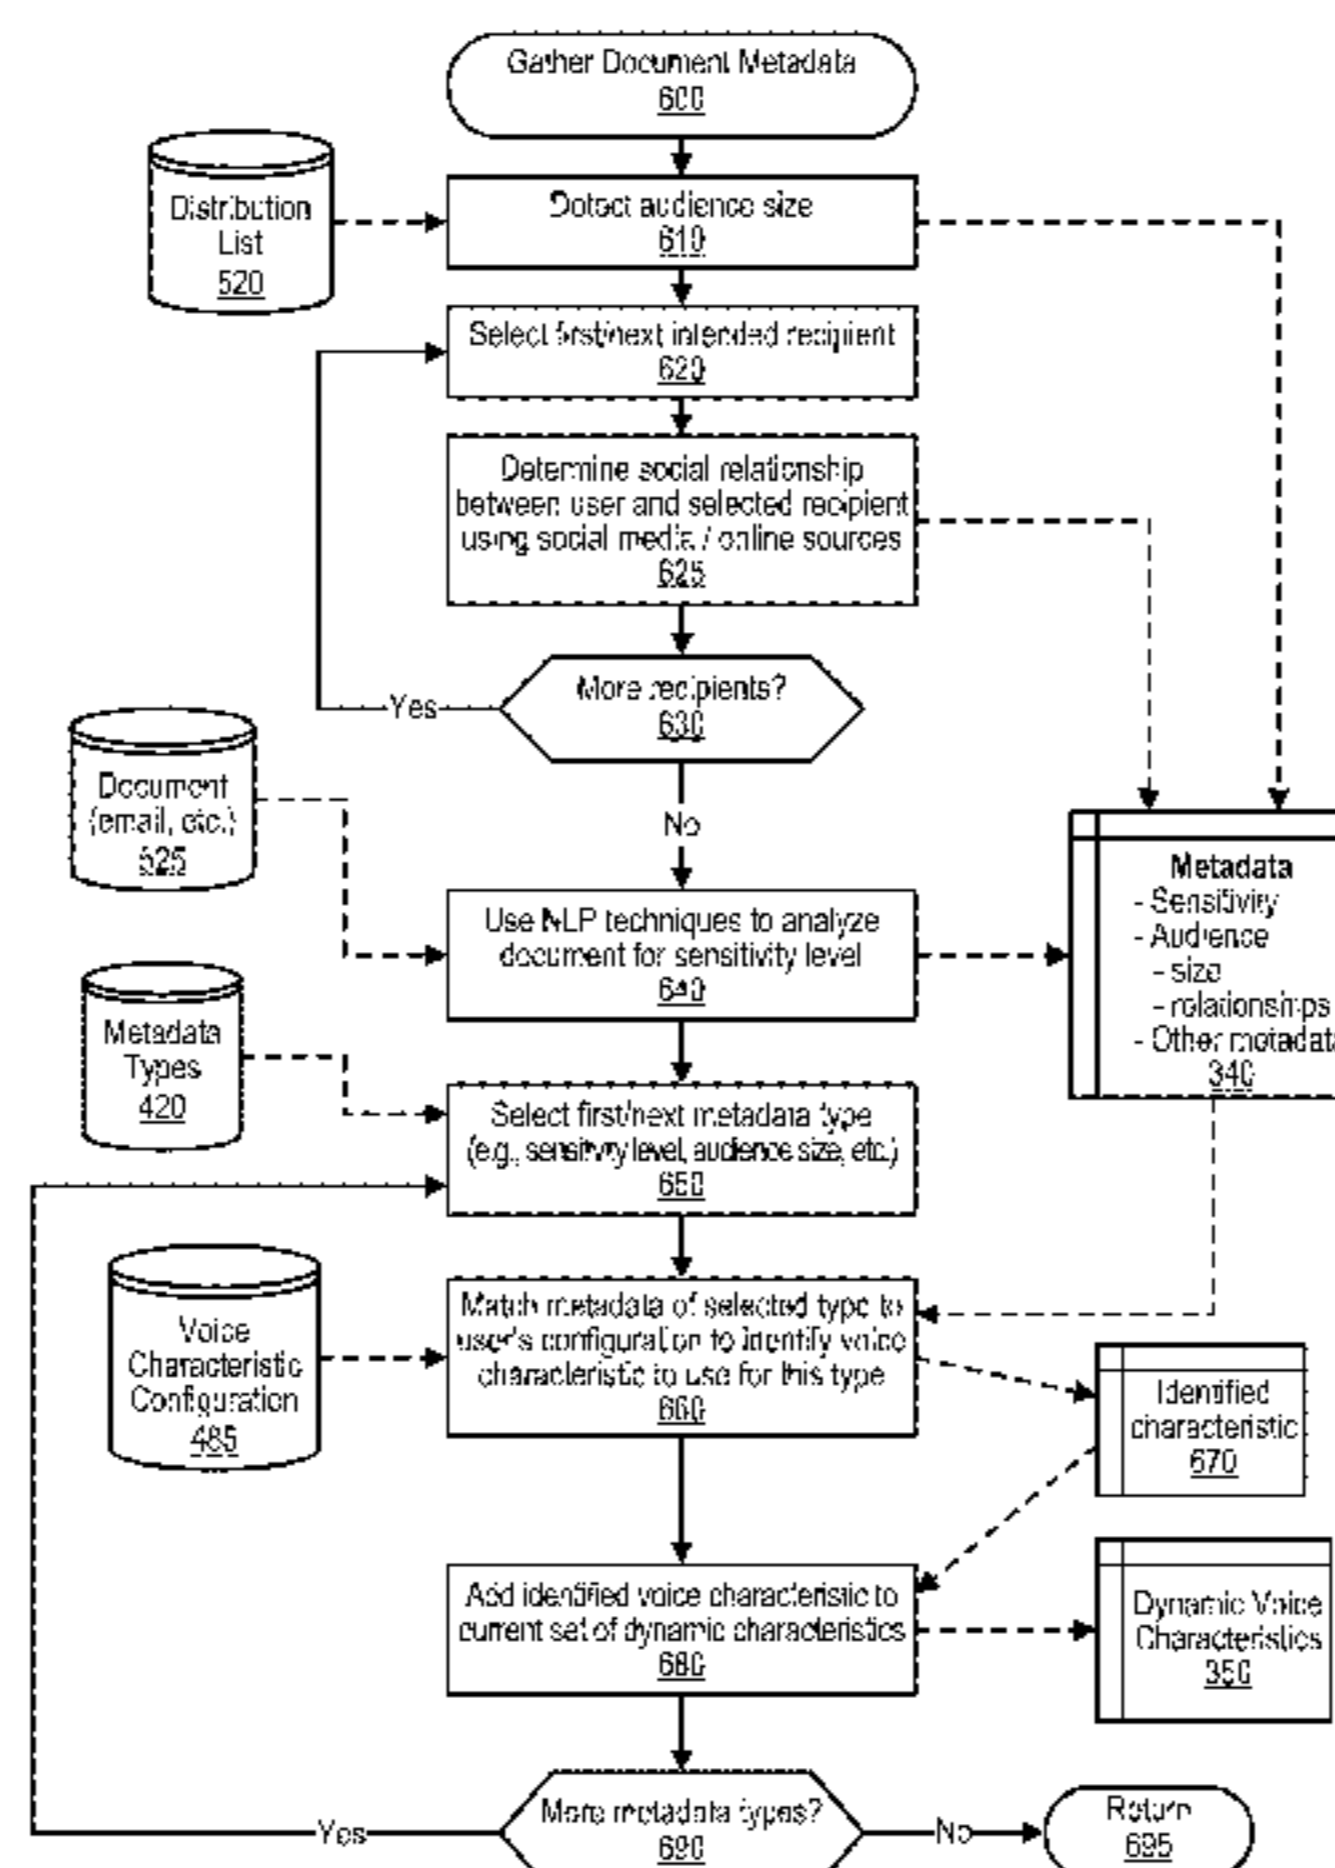 Gather Document Metadata
600
Distribution
List
520
Detect audience size
610
Select first/next intended recipient
620
Determine social relationship
between user and selected recipient
using social media / online sources
625
More recipients?
630
Yes
No
Document
(email, etc.)
525
Use NLP techniques to analyze
document for sensitivity level
640
Metadata
- Sensitivity
- Audience
- size
- relationships
- Other metadata
340
Metadata
Types
420
Select first/next metadata type
(e.g., sensitivity level, audience size, etc.)
650
Voice
Characteristic
Configuration
485
Match metadata of selected type to
user's configuration to identify voice
characteristic to use for this type
660
Identified
characteristic
670
Add identified voice characteristic to
current set of dynamic characteristics
680
Dynamic Voice
Characteristics
350
More metadata types?
690
Yes
No
Return
695